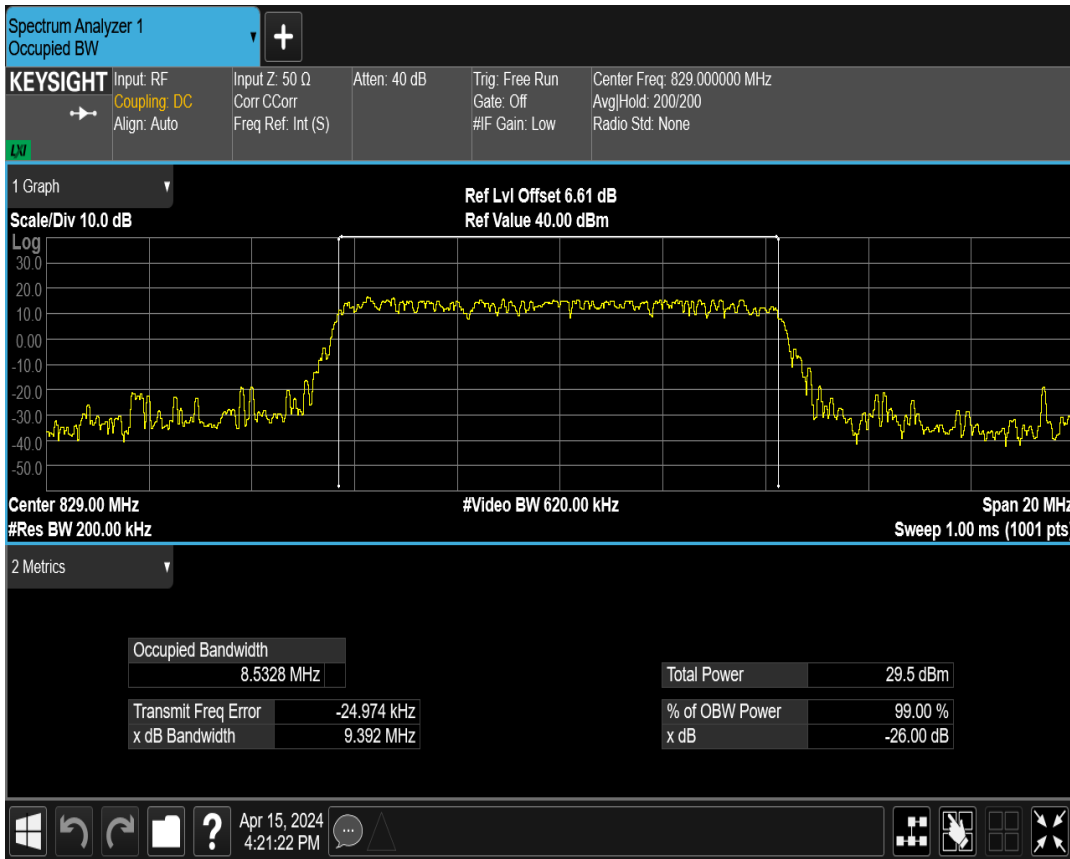 Spectrum Analyzer 1
Occupied BW
+
KEYSIGHT
LXI
Input: RF
Coupling: DC
Align: Auto
Input Z: 50 Ω
Corr CCorr
Freq Ref: Int (S)
Atten: 40 dB
Trig: Free Run
Gate: Off
#IF Gain: Low
Center Freq: 829.000000 MHz
Avg|Hold: 200/200
Radio Std: None
1 Graph
Scale/Div 10.0 dB
Ref Lvl Offset 6.61 dB
Ref Value 40.00 dBm
Log
30.0
20.0
10.0
0.00
-10.0
-20.0
-30.0
-40.0
-50.0
Center 829.00 MHz
#Res BW 200.00 kHz
#Video BW 620.00 kHz
Span 20 MHz
Sweep 1.00 ms (1001 pts)
2 Metrics
Occupied Bandwidth
8.5328 MHz
Transmit Freq Error -24.974 kHz
x dB Bandwidth 9.392 MHz
Total Power 29.5 dBm
% of OBW Power 99.00 %
x dB -26.00 dB
?
Apr 15, 2024
4:21:22 PM